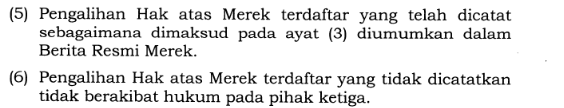 (5) Pengalihan Hak atas Merek terdaftar yang telah dicatat
sebagaimana dimaksud pada ayat (3) diumumkan dalam
Berita Resmi Merek.
(6) Pengalihan Hak atas Merek terdaftar yang tidak dicatatkan
tidak berakibat hukum pada pihak ketiga.